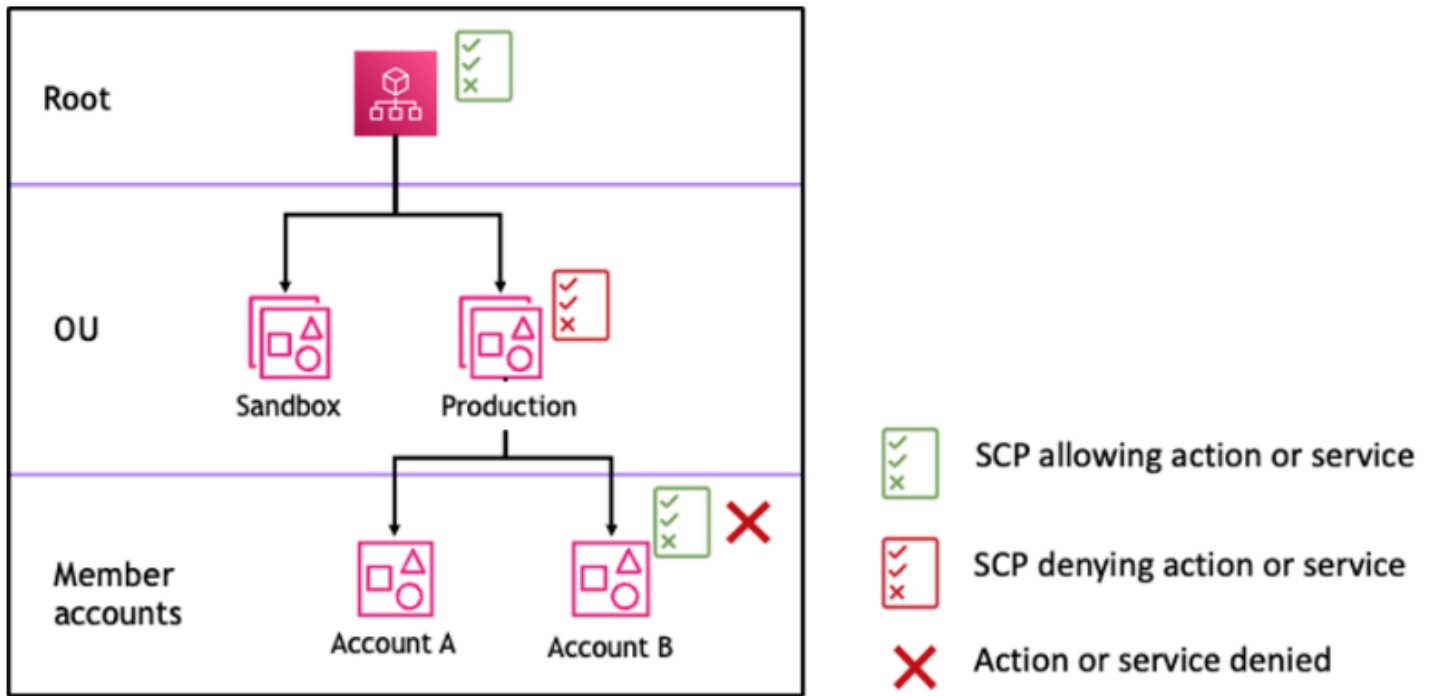 Root
OU
Sandbox
Production
Member
accounts
Account A
Account B
SCP allowing action or service
SCP denying action or service
Action or service denied